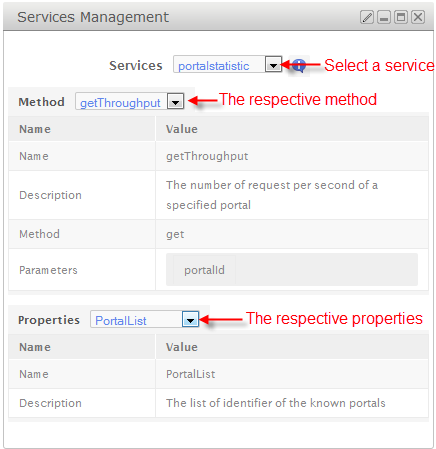 Services Management
Services portalstatistic Select a service
Method getThroughput The respective method
Name Value
Name getThroughput
Description The number of request per second of a
specified portal
Method get
Parameters portalId
Properties PortalList The respective properties
Name Value
Name PortalList
Description The list of identifier of the known portals